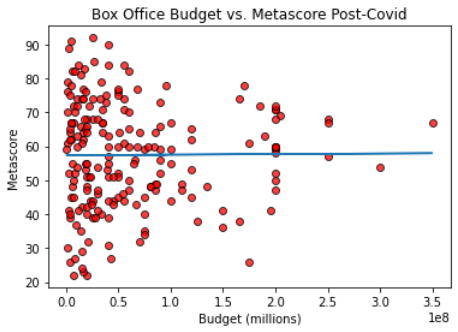 Box Office Budget vs. Metascore Post-Covid
90
80
70
60
50
40
30
20
Metascore
0.0 0.5 1.0 1.5 2.0 2.5 3.0 3.5
1e8
Budget (millions)